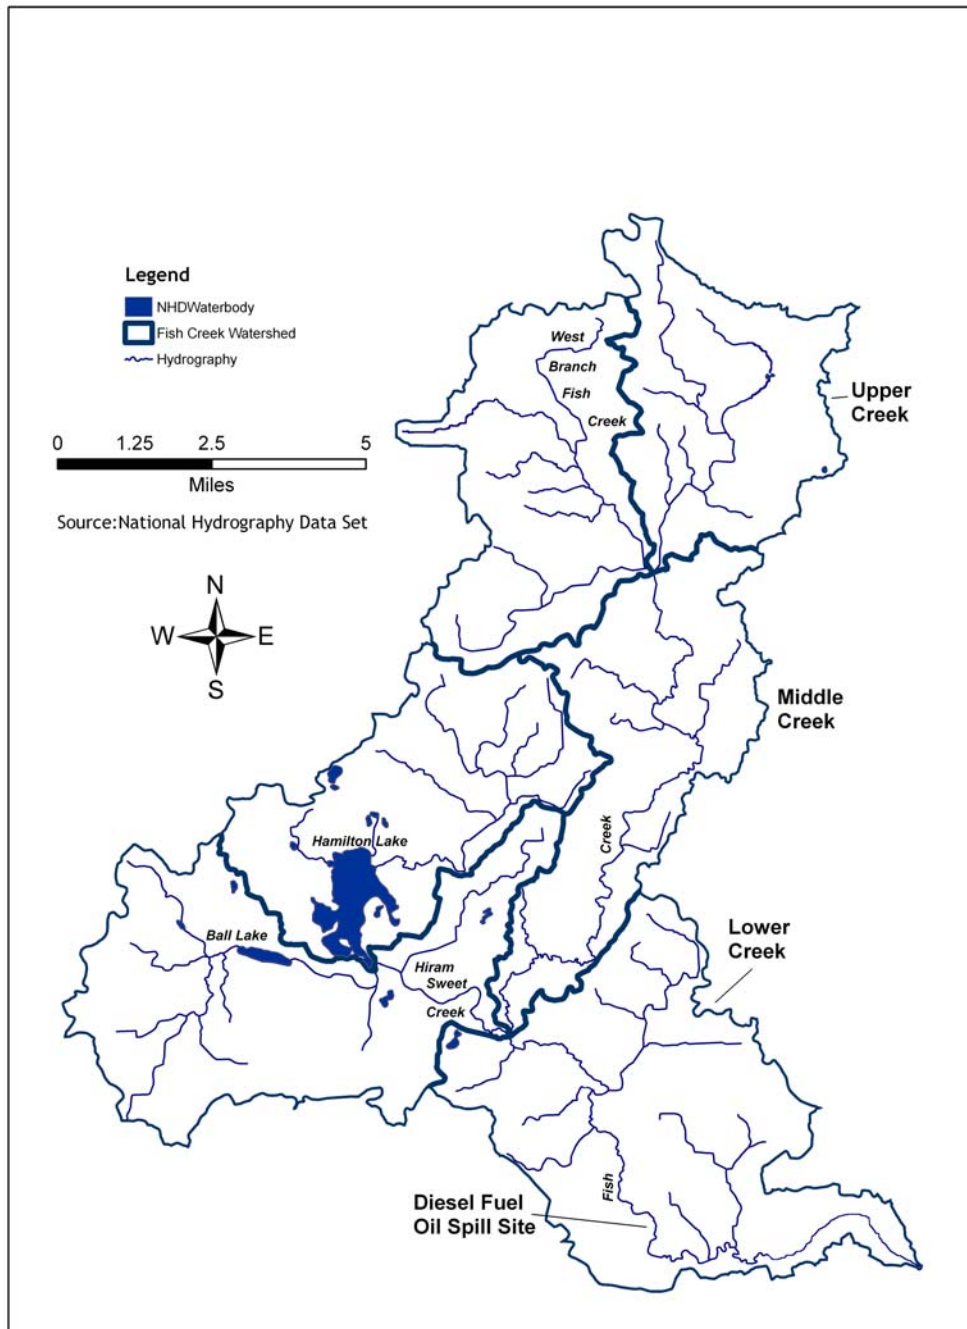 Legend
NHDWaterbody
Fish Creek Watershed
Hydrography
0 1.25 2.5 5
Miles
Source:National Hydrography Data Set
N
W E
S
West
Branch
Fish
Creek
Upper
Creek
Middle
Creek
Creek
Hamilton Lake
Ball Lake
Hiram
Sweet
Creek
Lower
Creek
Fish
Diesel Fuel
Oil Spill Site